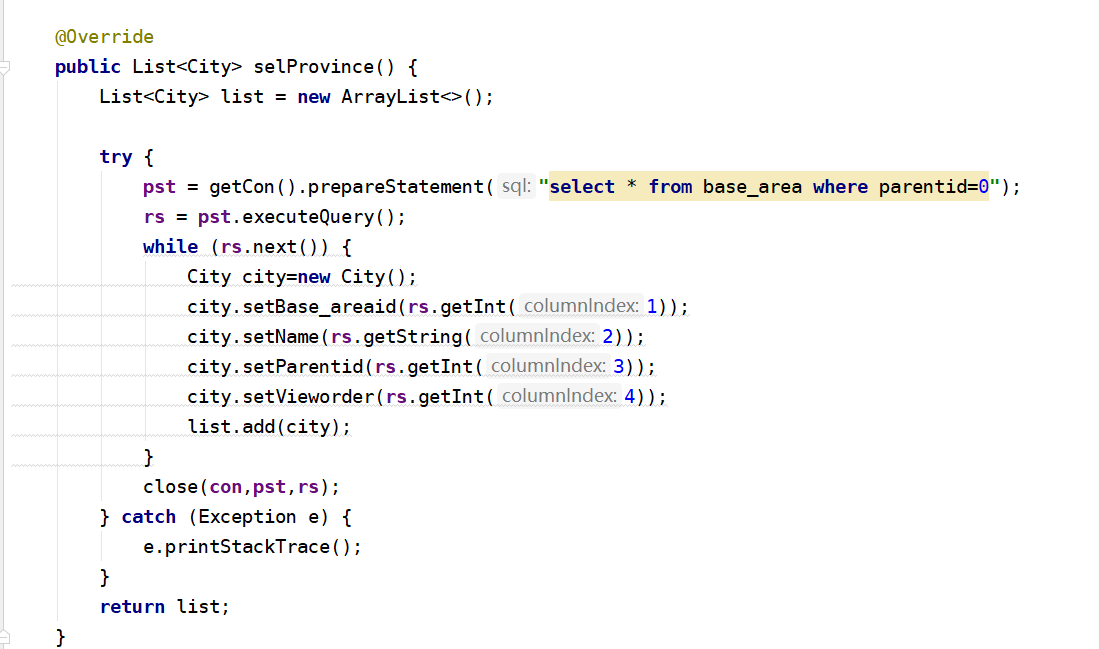 @Override
public List<City> selProvince() {
List<City> list = new ArrayList<>();
try {
pst = getCon().prepareStatement( sql: "select * from base_area where parentid=0");
rs = pst.executeQuery();
while (rs.next()) {
City city=new City();
city.setBase_areaid(rs.getInt( columnIndex: 1));
city.setName(rs.getString( columnIndex: 2));
city.setParentid(rs.getInt( columnIndex: 3));
city.setVieworder(rs.getInt( columnIndex: 4));
list.add(city);
}
close(con,pst,rs);
} catch (Exception e) {
e.printStackTrace();
}
return list;
}